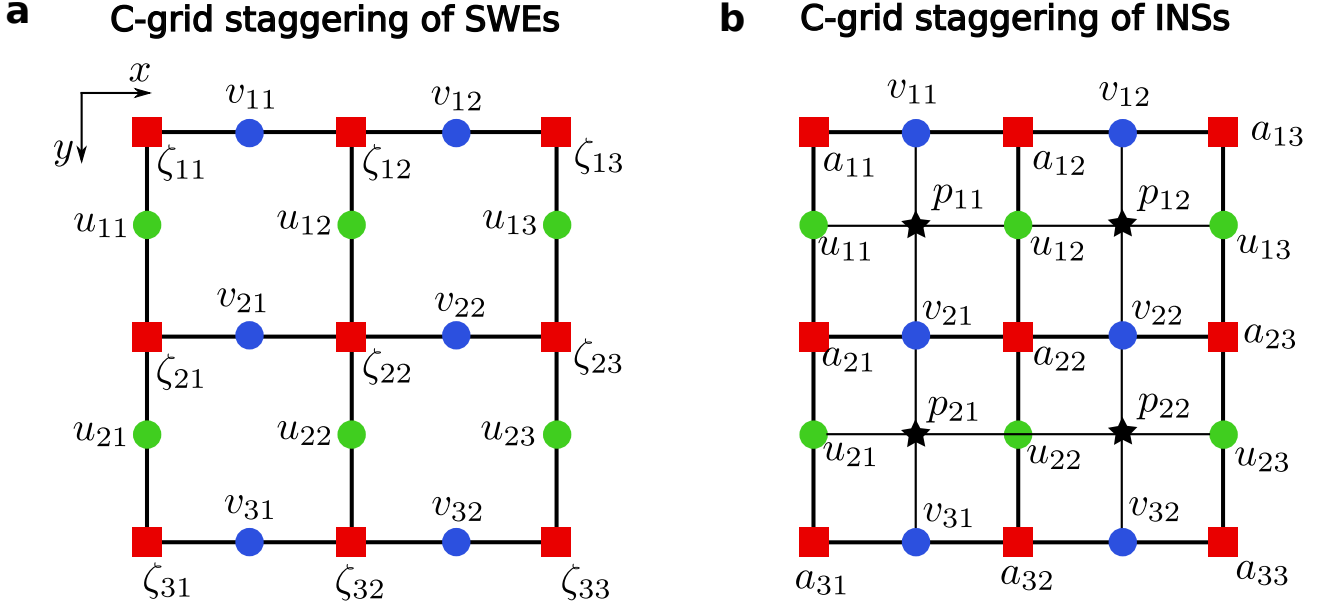 a C-grid staggering of SWEs
x
y
v11 v12
ζ11 ζ12 ζ13
u11 u12 u13
v21 v22
ζ21 ζ22 ζ23
u21 u22 u23
v31 v32
ζ31 ζ32 ζ33
b C-grid staggering of INSs
v11 v12
a11 a12 a13
p11 p12
u11 u12 u13
v21 v22
a21 a22 a23
p21 p22
u21 u22 u23
v31 v32
a31 a32 a33